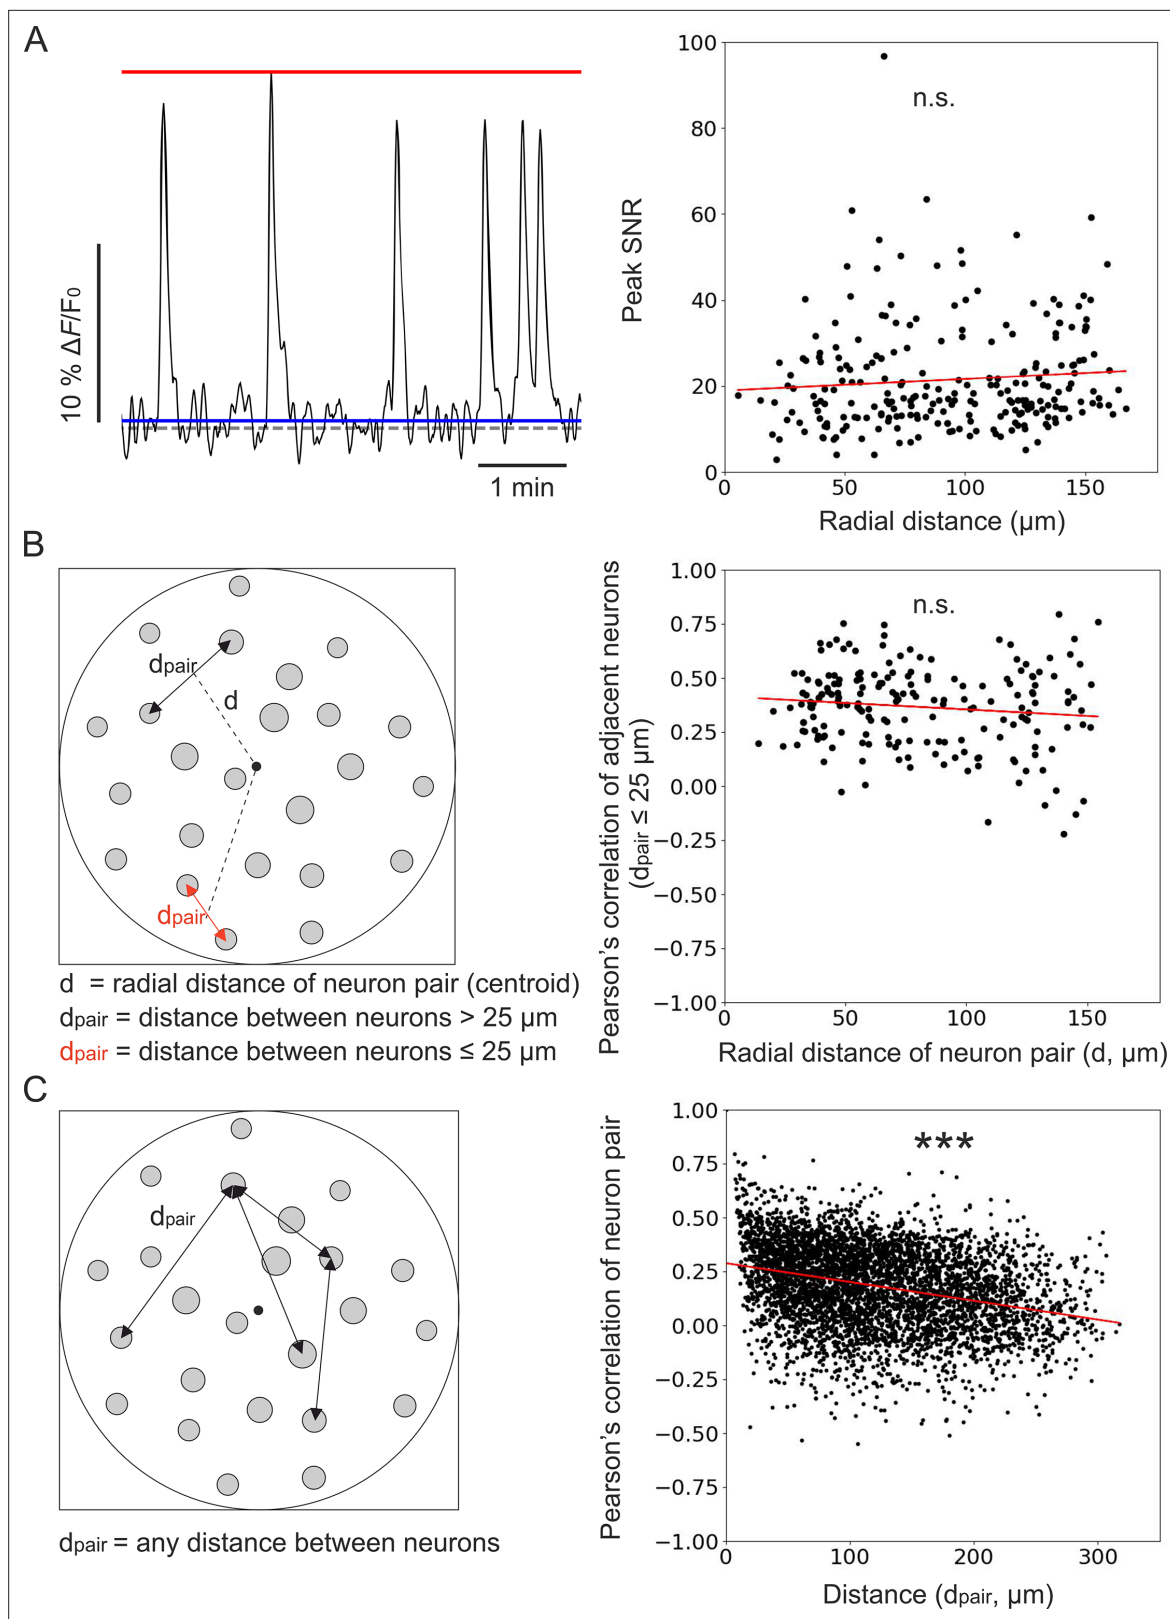 A
10 % ΔF/F0
1 min
Peak SNR
100
80
60
40
20
0
n.s.
0 50 100 150
Radial distance (µm)
B
dpair
d
dpair
d = radial distance of neuron pair (centroid)
dpair = distance between neurons > 25 µm
dpair = distance between neurons ≤ 25 µm
Pearson's correlation of adjacent neurons
(dpair ≤ 25 µm)
1.00
0.75
0.50
0.25
0.00
−0.25
−0.50
−0.75
−1.00
n.s.
0 50 100 150
Radial distance of neuron pair (d, µm)
C
dpair
dpair = any distance between neurons
Pearson's correlation of neuron pair
1.00
0.75
0.50
0.25
0.00
−0.25
−0.50
−0.75
−1.00
***
0 100 200 300
Distance (dpair, µm)